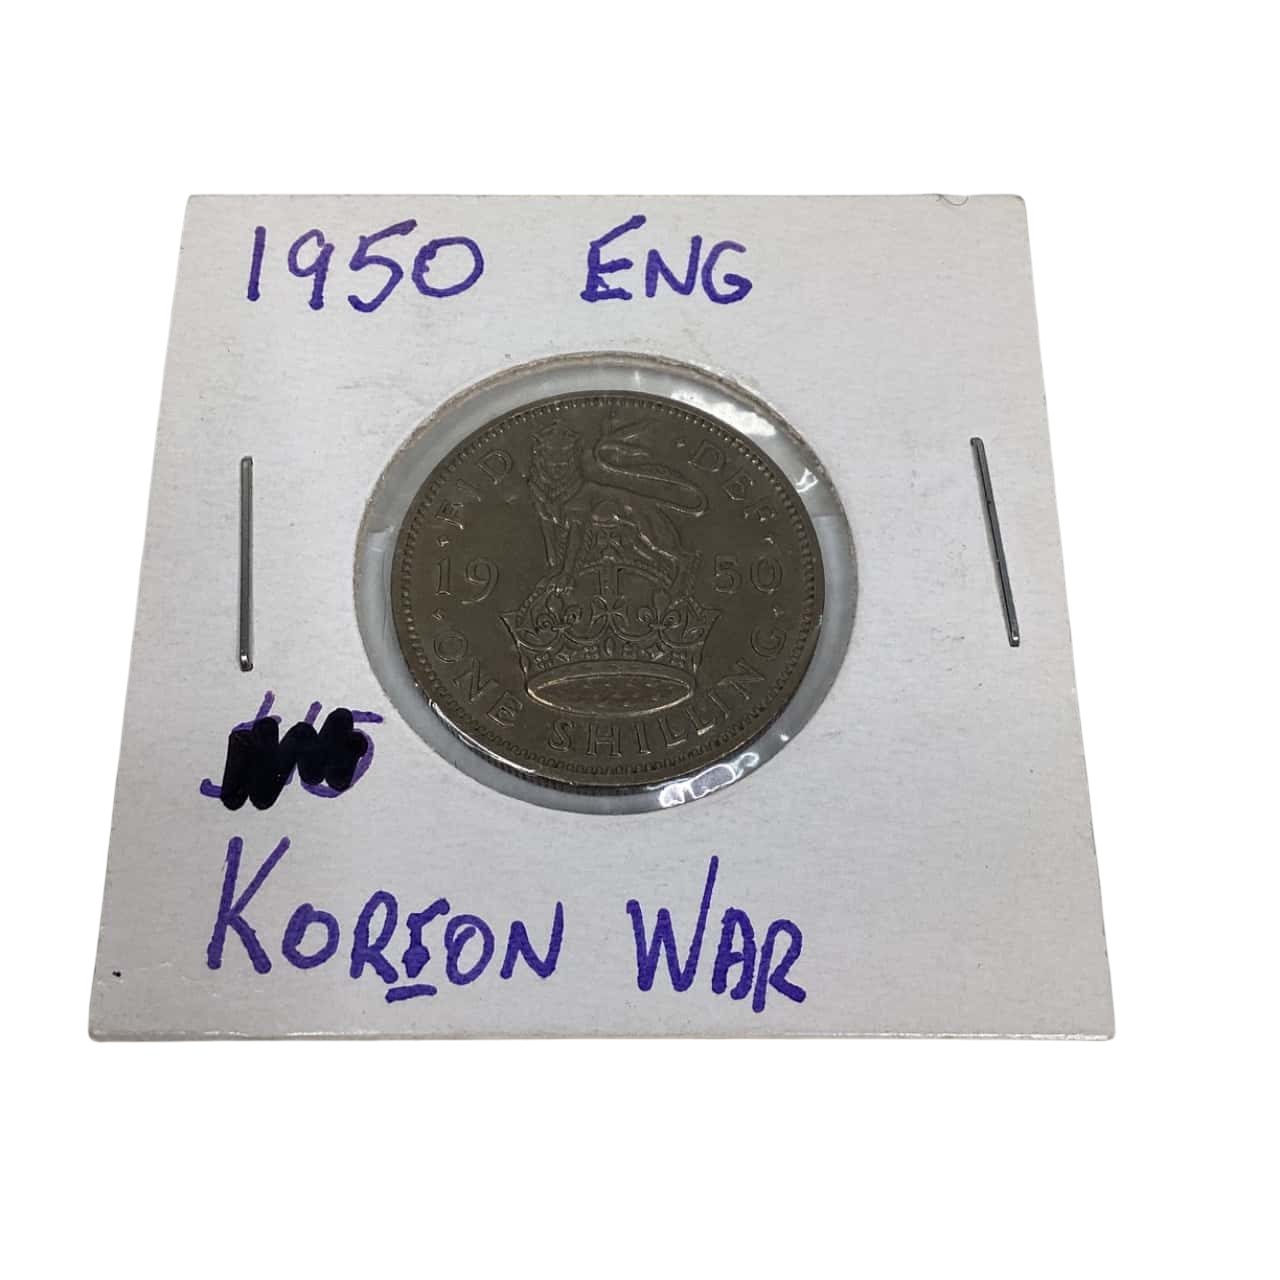 1950 ENG
· FID · DEF ·
19 50
· ONE SHILLING ·
KOREON WAR